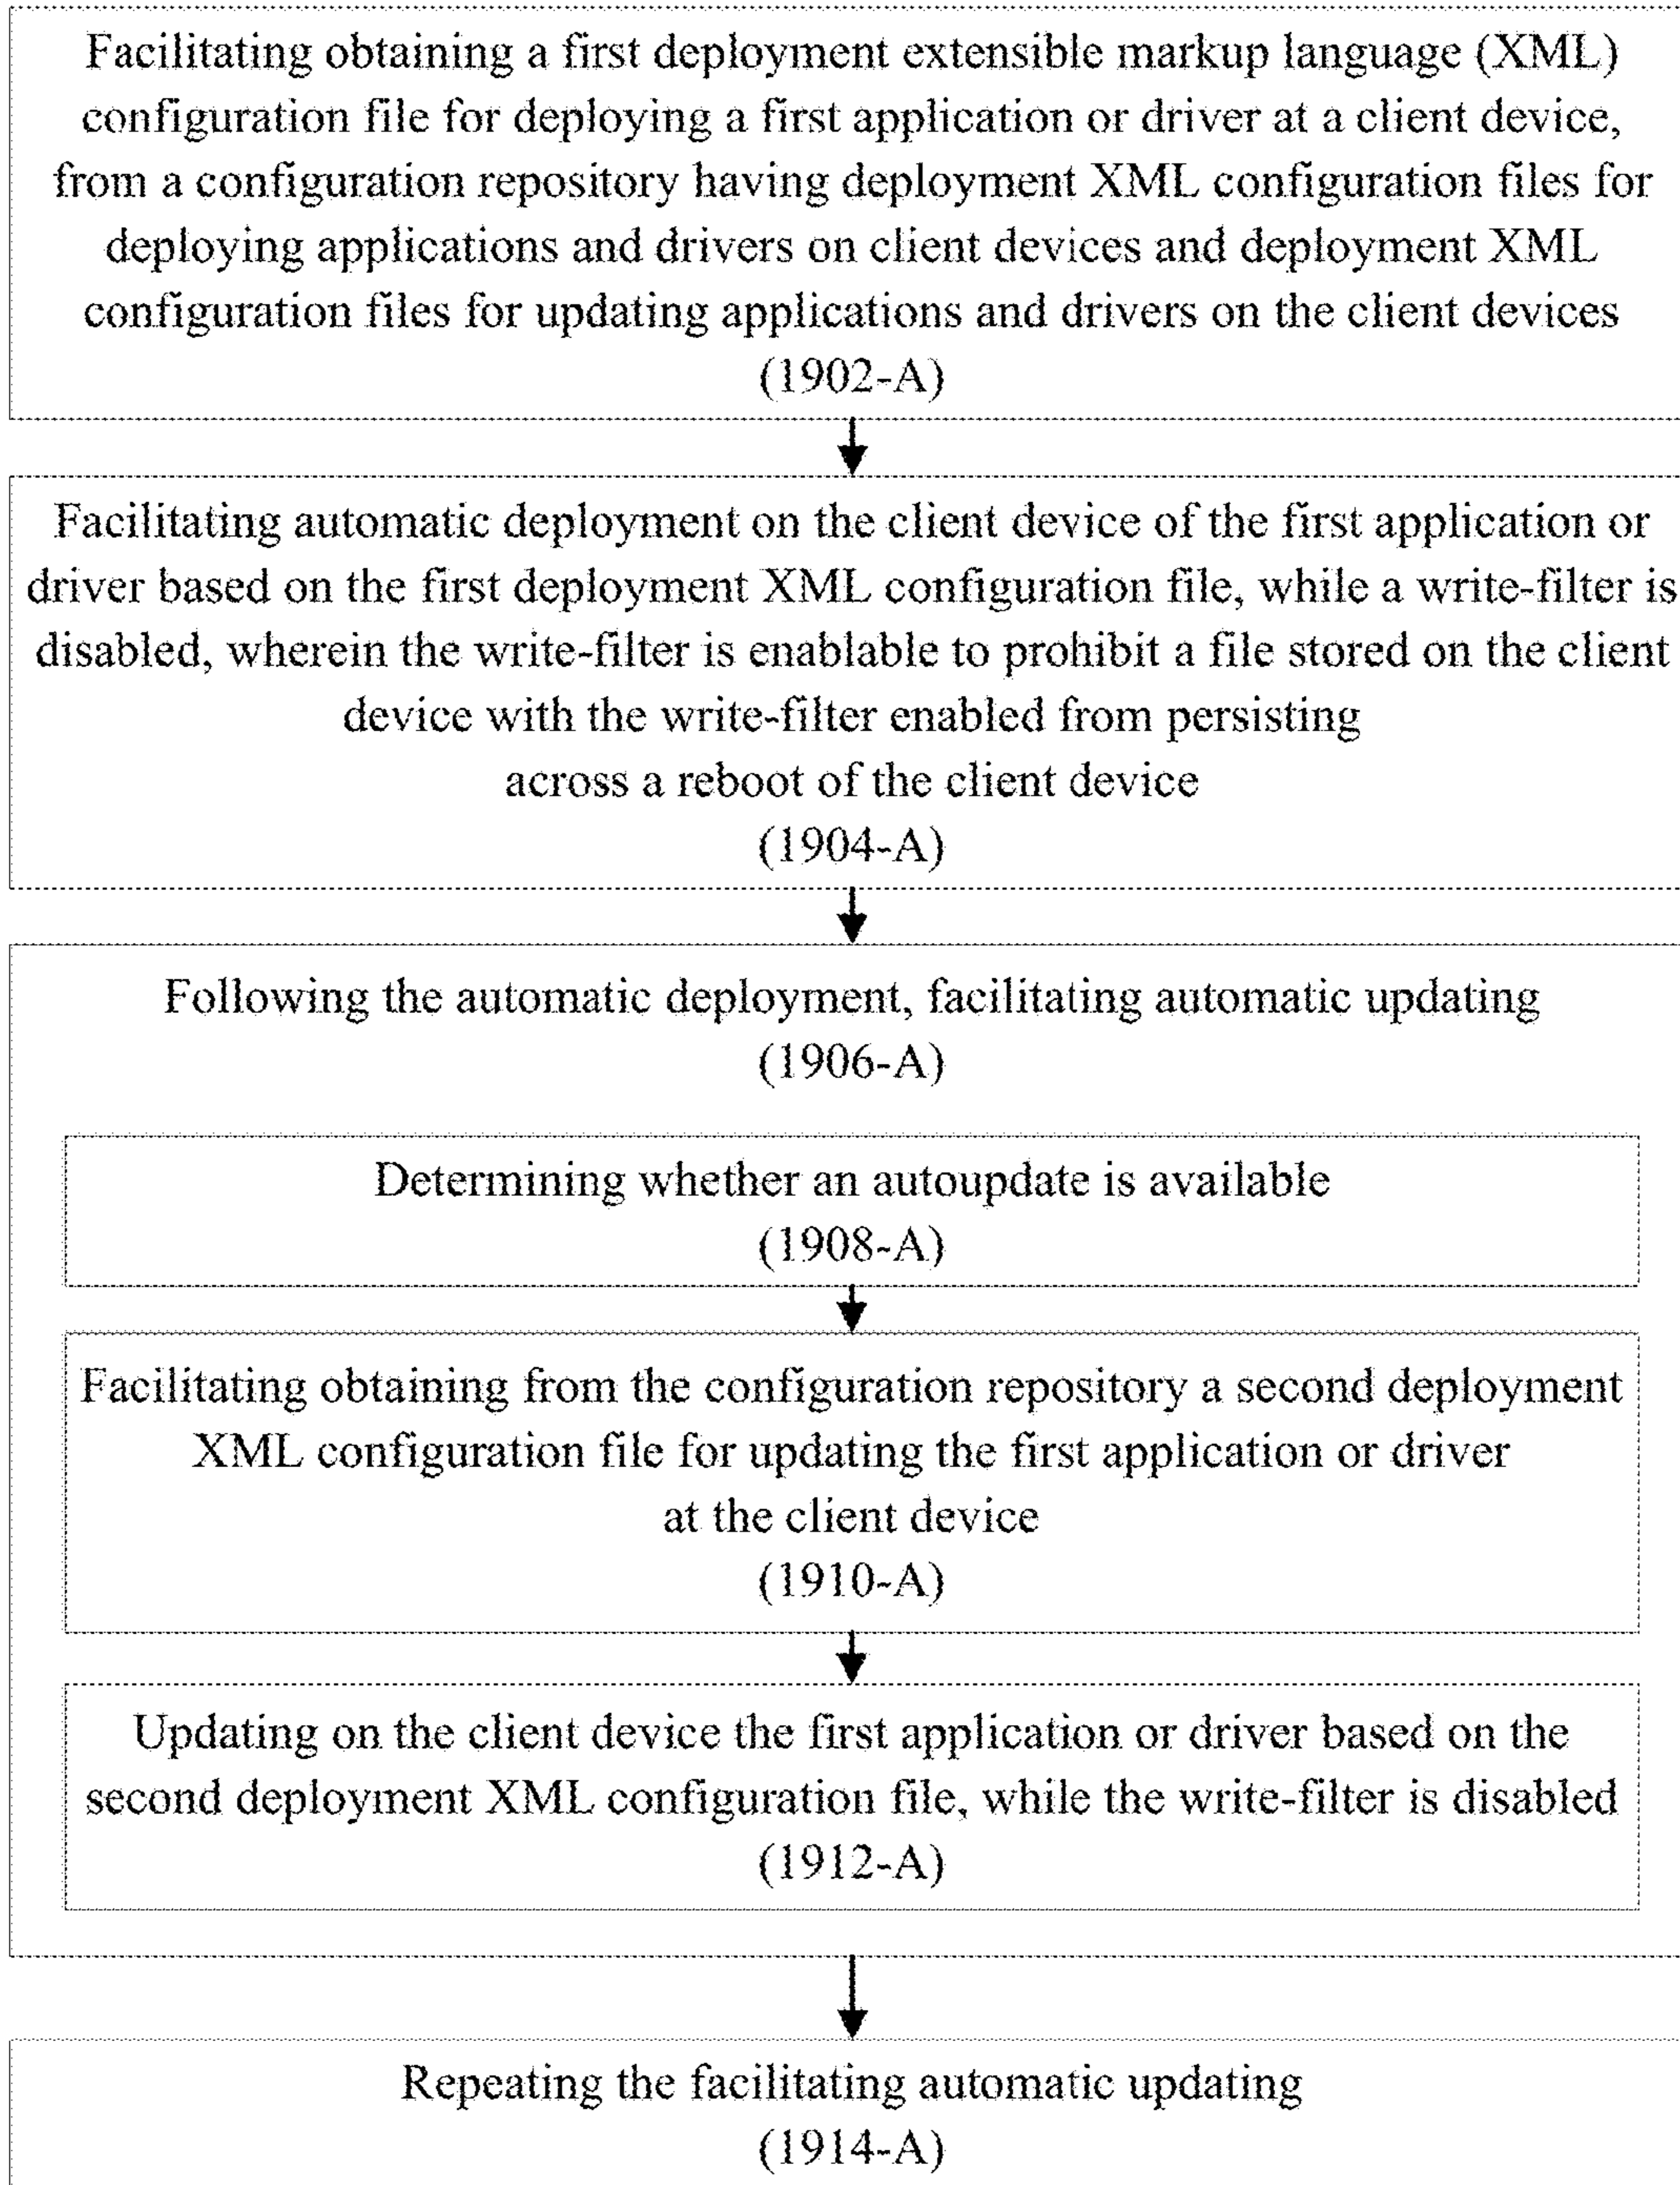 Facilitating obtaining a first deployment extensible markup language (XML)
configuration file for deploying a first application or driver at a client device,
from a configuration repository having deployment XML configuration files for
deploying applications and drivers on client devices and deployment XML
configuration files for updating applications and drivers on the client devices
(1902-A)
Facilitating automatic deployment on the client device of the first application or
driver based on the first deployment XML configuration file, while a write-filter is
disabled, wherein the write-filter is enablable to prohibit a file stored on the client
device with the write-filter enabled from persisting
across a reboot of the client device
(1904-A)
Following the automatic deployment, facilitating automatic updating
(1906-A)
Determining whether an autoupdate is available
(1908-A)
Facilitating obtaining from the configuration repository a second deployment
XML configuration file for updating the first application or driver
at the client device
(1910-A)
Updating on the client device the first application or driver based on the
second deployment XML configuration file, while the write-filter is disabled
(1912-A)
Repeating the facilitating automatic updating
(1914-A)